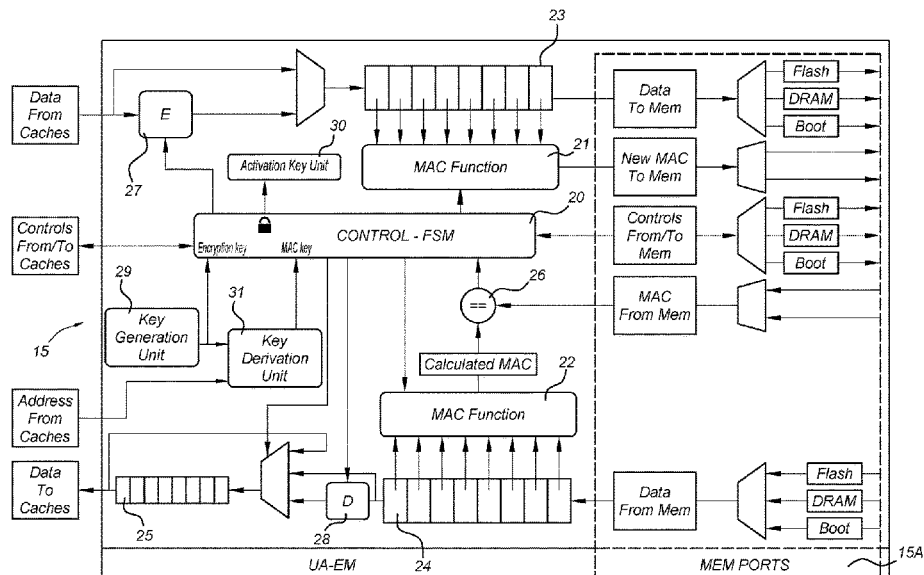 23
Data
From
Caches
E
27
30
Activation Key Unit
MAC Function
21
Data
To Mem
Flash
DRAM
Boot
New MAC
To Mem
20
Controls
From/To
Caches
Encryption key
MAC key
CONTROL - FSM
Controls
From/To
Mem
Flash
DRAM
Boot
29
Key
Generation
Unit
15
31
Key
Derivation
Unit
26
==
MAC
From Mem
Calculated MAC
22
MAC Function
Address
From
Caches
Data
To
Caches
25
D
28
24
Data
From Mem
Flash
DRAM
Boot
UA-EM
MEM PORTS
15A